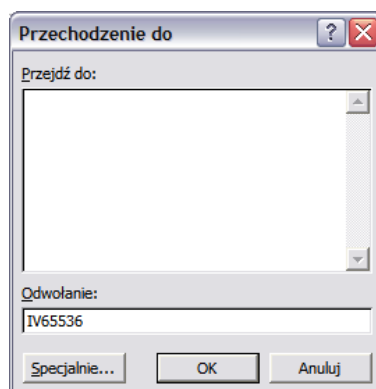 Przechodzenie do
Przejdź do:
Odwołanie:
IV65536
Specjalnie... OK Anuluj